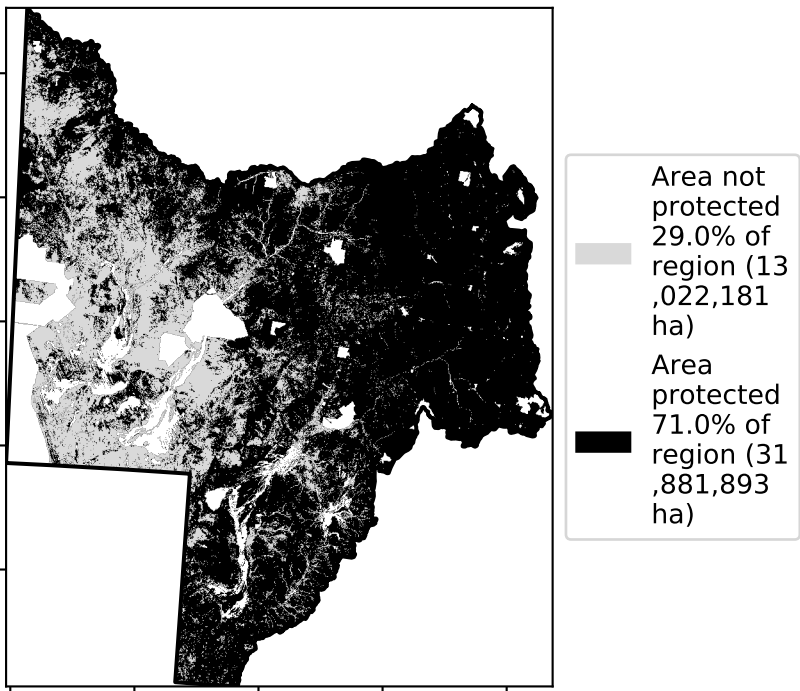 Area not
protected
29.0% of
region (13
,022,181
ha)
Area
protected
71.0% of
region (31
,881,893
ha)